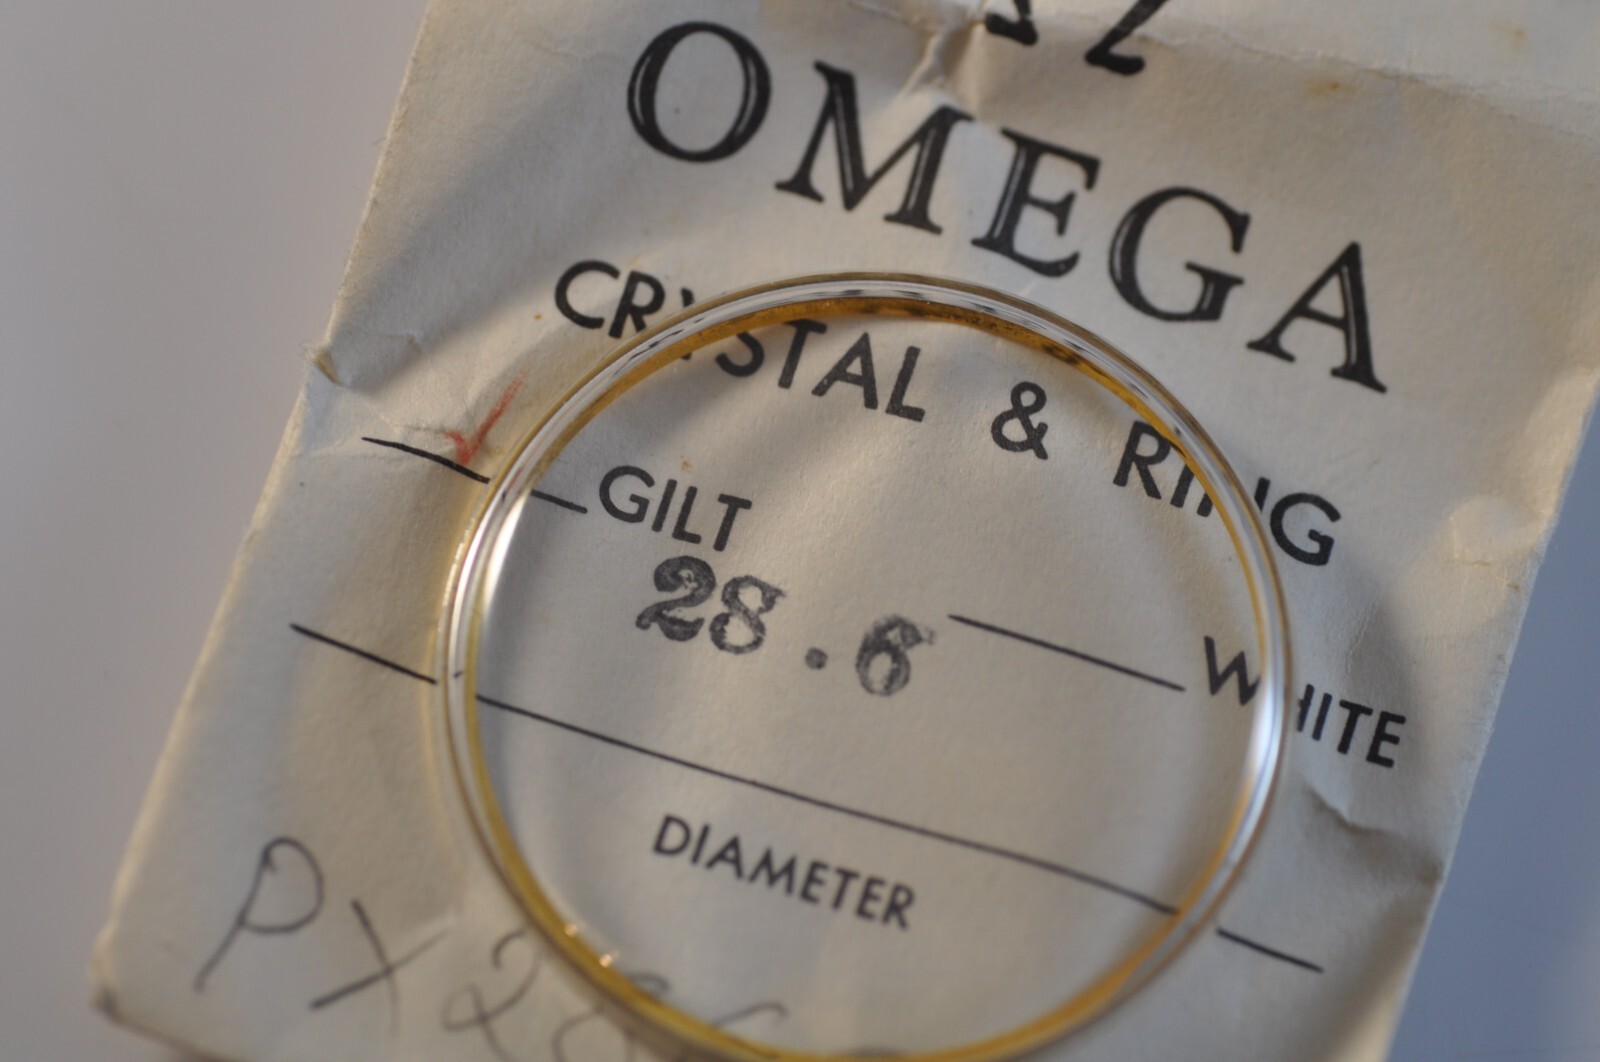 OMEGA
CRYSTAL & RING
GILT
28.6
WHITE
DIAMETER